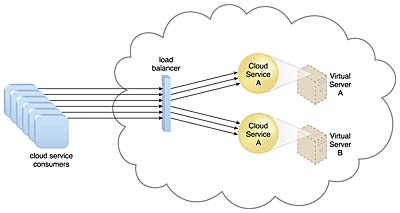 load
balancer
Cloud
Service
A
Virtual
Server
A
Cloud
Service
A
Virtual
Server
B
cloud service
consumers